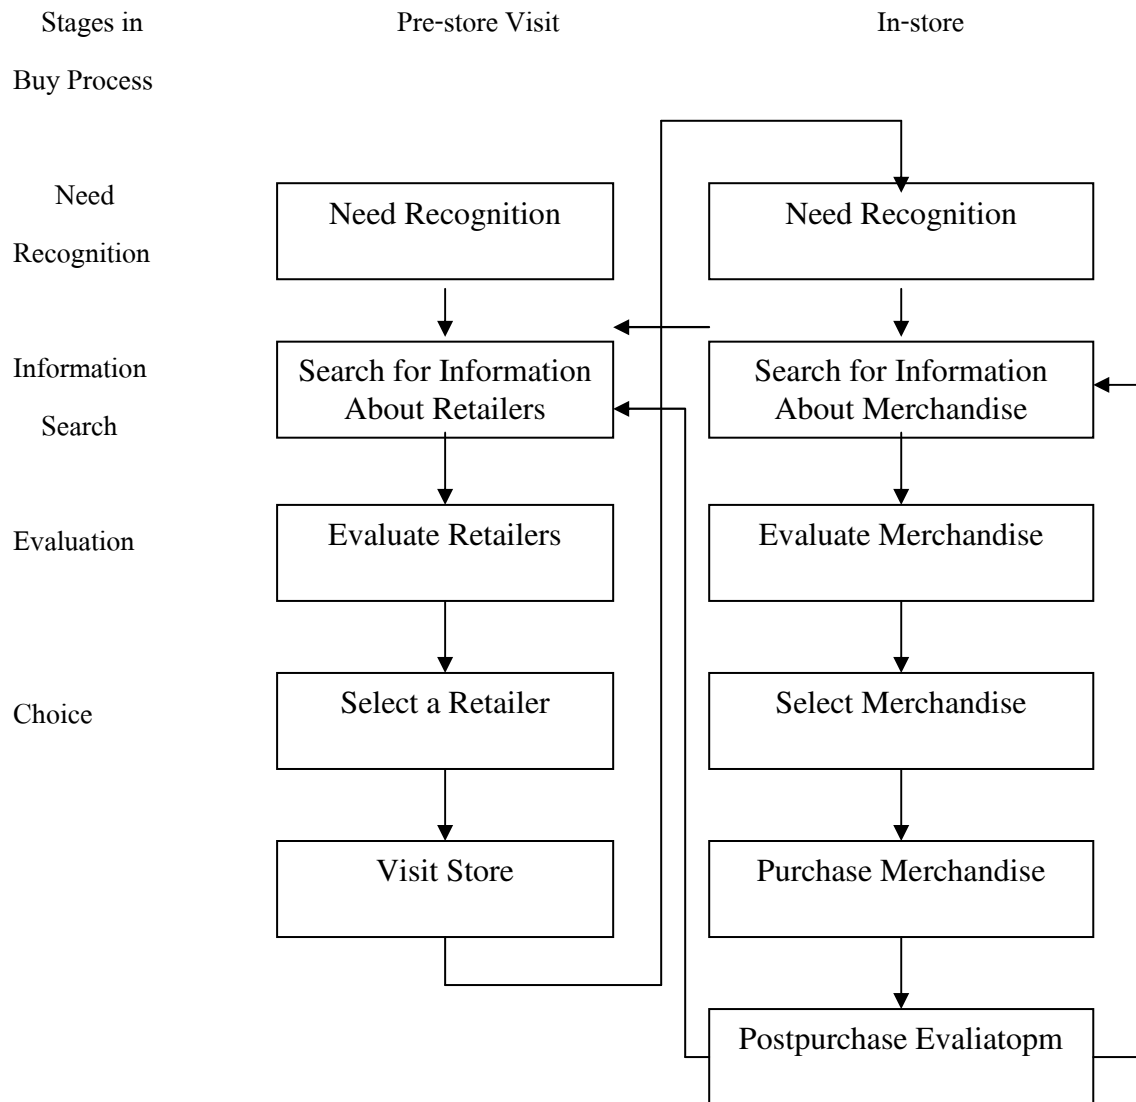 Stages in
Pre-store Visit
In-store
Buy Process
Need
Recognition
Need Recognition
Need Recognition
Information
Search
Search for Information
About Retailers
Search for Information
About Merchandise
Evaluation
Evaluate Retailers
Evaluate Merchandise
Choice
Select a Retailer
Select Merchandise
Visit Store
Purchase Merchandise
Postpurchase Evaliatopm